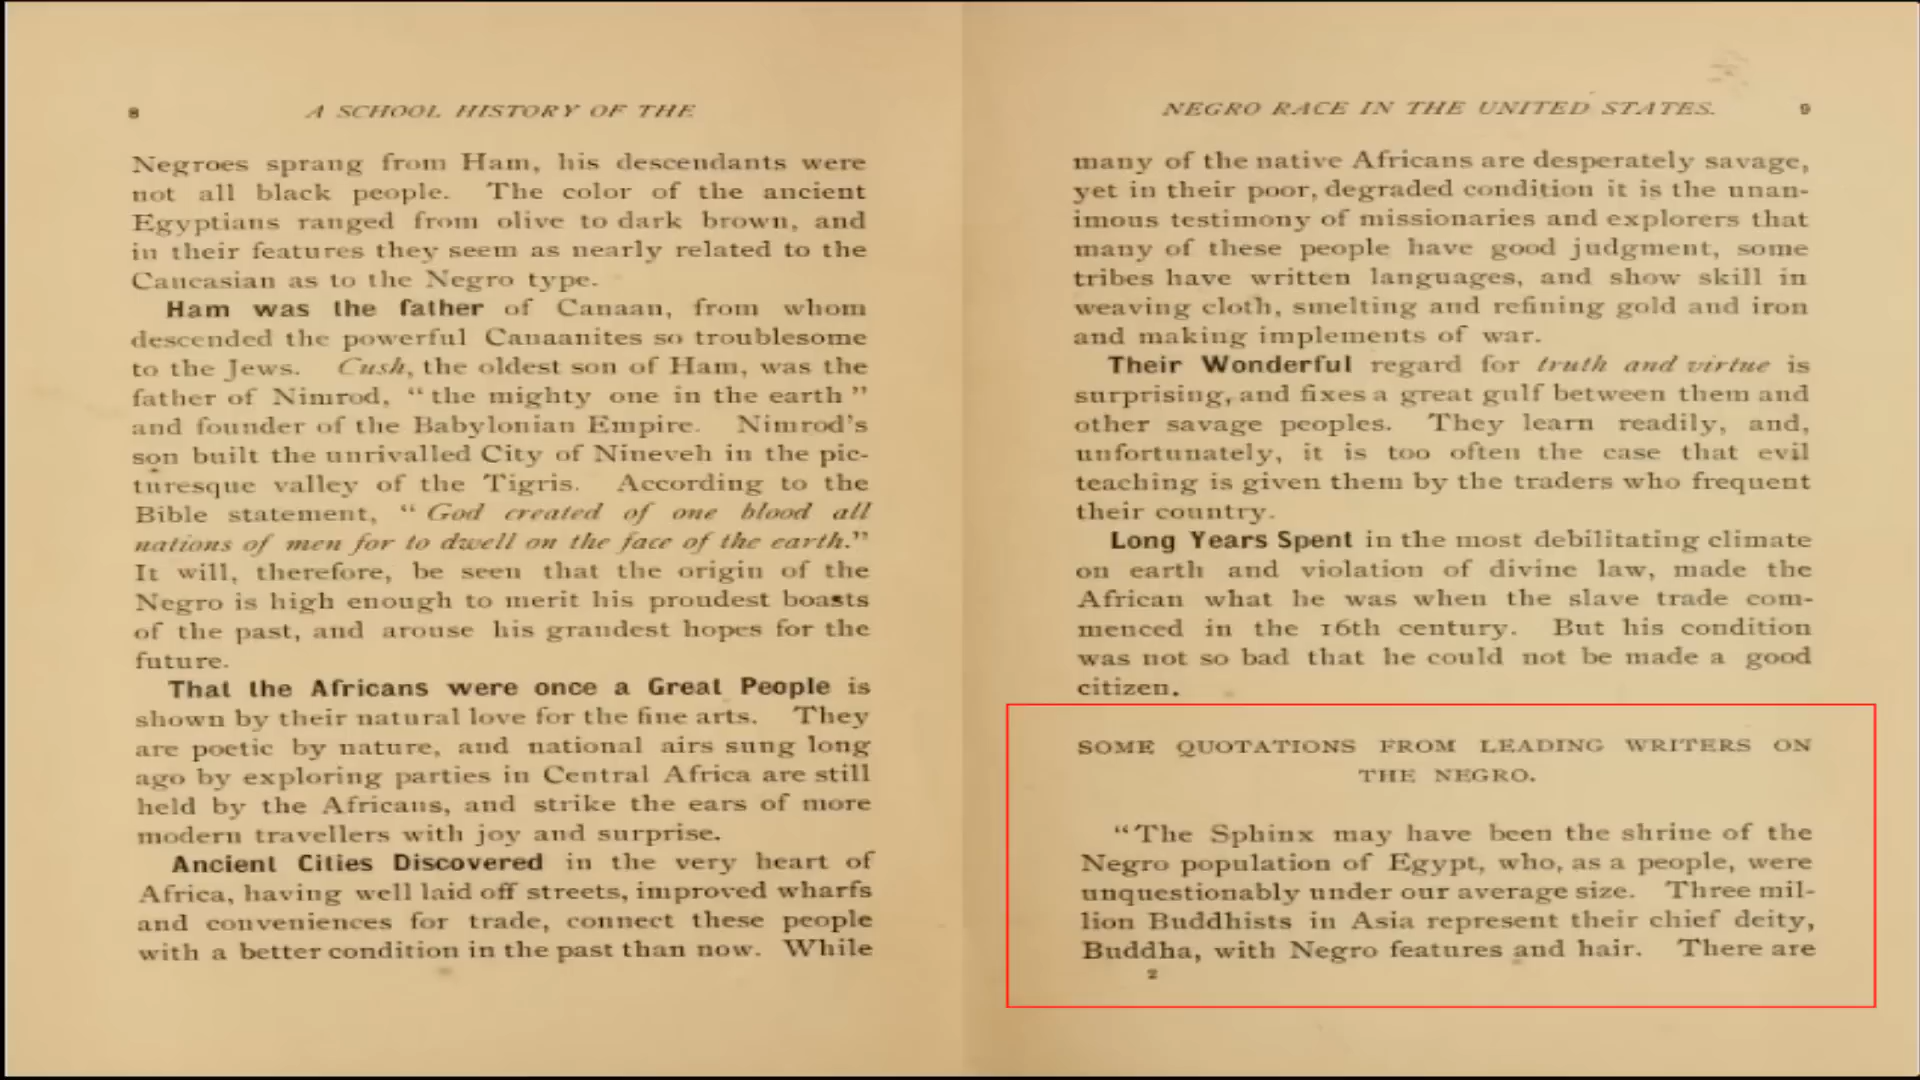 8 A SCHOOL HISTORY OF THE
Negroes sprang from Ham, his descendants were
not all black people. The color of the ancient
Egyptians ranged from olive to dark brown, and
in their features they seem as nearly related to the
Caucasian as to the Negro type.
Ham was the father of Canaan, from whom
descended the powerful Canaanites so troublesome
to the Jews. Cush, the oldest son of Ham, was the
father of Nimrod, “the mighty one in the earth”
and founder of the Babylonian Empire. Nimrod's
son built the unrivalled City of Nineveh in the pic-
turesque valley of the Tigris. According to the
Bible statement, “God created of one blood all
nations of men for to dwell on the face of the earth.”
It will, therefore, be seen that the origin of the
Negro is high enough to merit his proudest boasts
of the past, and arouse his grandest hopes for the
future.
That the Africans were once a Great People is
shown by their natural love for the fine arts. They
are poetic by nature, and national airs sung long
ago by exploring parties in Central Africa are still
held by the Africans, and strike the ears of more
modern travellers with joy and surprise.
Ancient Cities Discovered in the very heart of
Africa, having well laid off streets, improved wharfs
and conveniences for trade, connect these people
with a better condition in the past than now. While
NEGRO RACE IN THE UNITED STATES. 9
many of the native Africans are desperately savage,
yet in their poor, degraded condition it is the unan-
imous testimony of missionaries and explorers that
many of these people have good judgment, some
tribes have written languages, and show skill in
weaving cloth, smelting and refining gold and iron
and making implements of war.
Their Wonderful regard for truth and virtue is
surprising, and fixes a great gulf between them and
other savage peoples. They learn readily, and,
unfortunately, it is too often the case that evil
teaching is given them by the traders who frequent
their country.
Long Years Spent in the most debilitating climate
on earth and violation of divine law, made the
African what he was when the slave trade com-
menced in the 16th century. But his condition
was not so bad that he could not be made a good
citizen.
SOME QUOTATIONS FROM LEADING WRITERS ON
THE NEGRO.
“The Sphinx may have been the shrine of the
Negro population of Egypt, who, as a people, were
unquestionably under our average size. Three mil-
lion Buddhists in Asia represent their chief deity,
Buddha, with Negro features and hair. There are
2